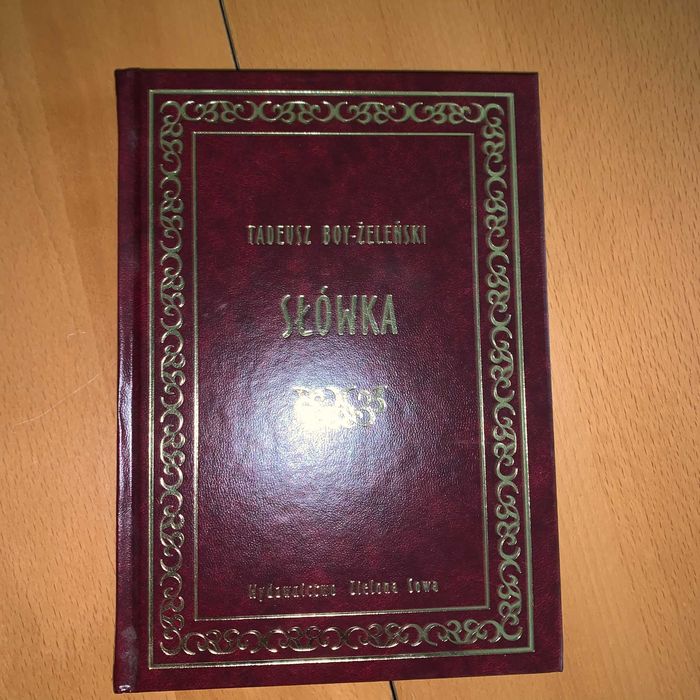 TADEUSZ BOY-ŻELEŃSKI
SŁÓWKA
Wydawnictwo Zielona Sowa